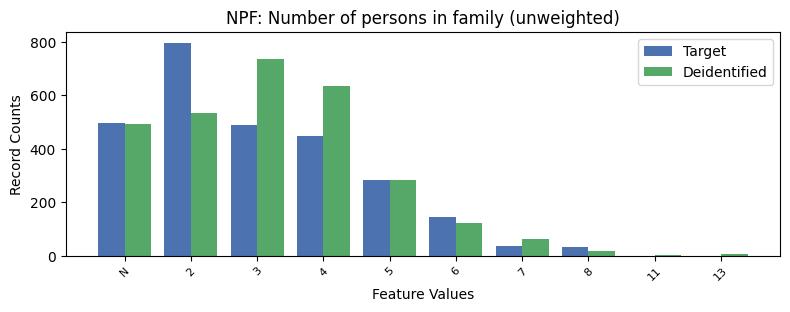 NPF: Number of persons in family (unweighted)
Target
Deidentified
Record Counts
800
600
400
200
0
N 2 3 4 5 6 7 8 11 13
Feature Values